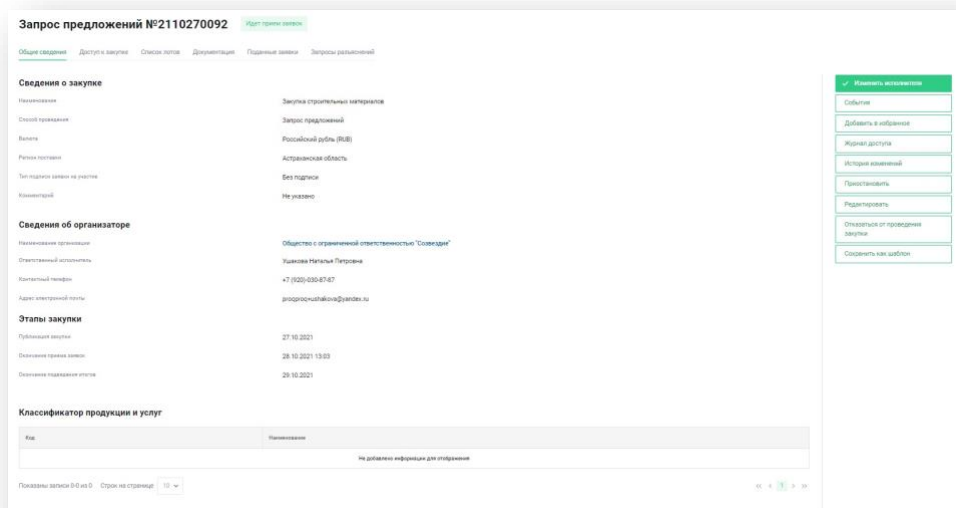 Запрос предложений №2110270092 Идет прием заявок
Общие сведения Доступ к закупке Список лотов Документация Поданные заявки Запросы разъяснений
Сведения о закупке
Наименование Закупка строительных материалов
Способ проведения Запрос предложений
Валюта Российский рубль (RUB)
Регион поставки Астраханская область
Тип подписи заявки на участие Без подписи
Комментарий Не указано
Сведения об организаторе
Наименование организации Общество с ограниченной ответственностью "Созвездие"
Ответственный исполнитель Ушакова Наталья Петровна
Контактный телефон +7 (920)-030-87-87
Адрес электронной почты proqproq+ushakova@yandex.ru
Этапы закупки
Публикация закупки 27.10.2021
Окончание приема заявок 28.10.2021 13:03
Окончание подведения итогов 29.10.2021
Классификатор продукции и услуг
Код Наименование
Не добавлено информации для отображения
Показаны записи 0-0 из 0 Строк на странице 10
1
Изменить исполнителя
События
Добавить в избранное
Журнал доступа
История изменений
Приостановить
Редактировать
Отказаться от проведения
закупки
Сохранить как шаблон